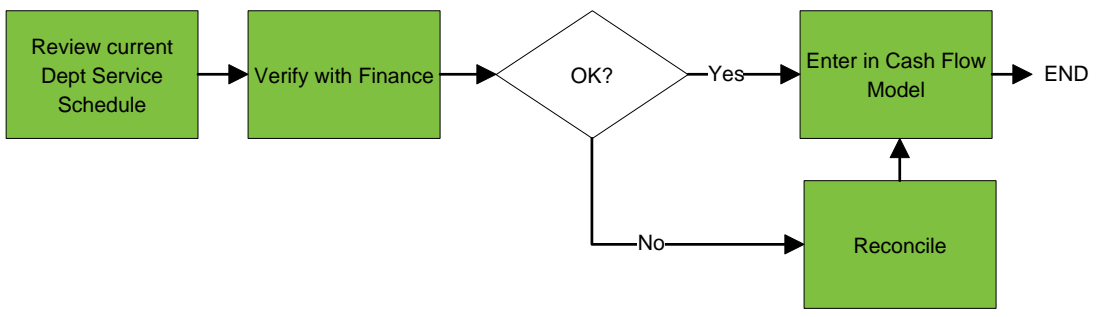 Review current
Dept Service
Schedule
Verify with Finance
OK?
Yes
Enter in Cash Flow
Model
END
No
Reconcile